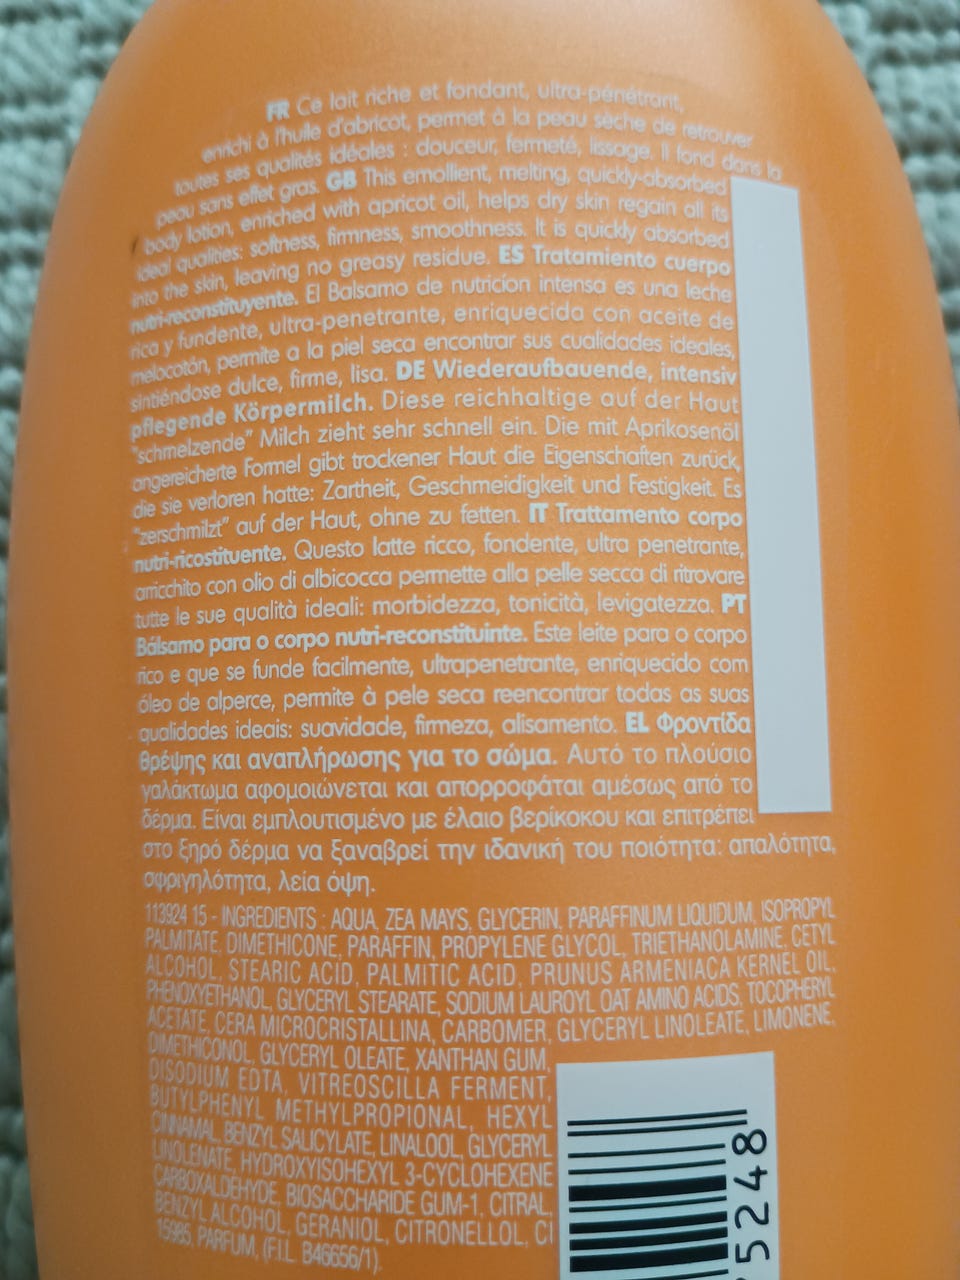 FR Ce lait riche et fondant, ultra-pénétrant,
enrichi à l'huile d'abricot, permet à la peau sèche de retrouver
toutes ses qualités idéales : douceur, fermeté, lissage. Il fond dans la
peau sans effet gras. GB This emollient, melting, quickly-absorbed
body lotion, enriched with apricot oil, helps dry skin regain all its
ideal qualities: softness, firmness, smoothness. It is quickly absorbed
into the skin, leaving no greasy residue. ES Tratamiento cuerpo
nutri-reconstituyente. El Balsamo de nutricion intensa es una leche
rica y fundente, ultra-penetrante, enriquecida con aceite de
melocotón, permite a la piel seca encontrar sus cualidades ideales,
sintiéndose dulce, firme, lisa. DE Wiederaufbauende, intensiv
pflegende Körpermilch. Diese reichhaltige auf der Haut
"schmelzende" Milch zieht sehr schnell ein. Die mit Aprikosenöl
angereicherte Formel gibt trockener Haut die Eigenschaften zurück,
die sie verloren hatte: Zartheit, Geschmeidigkeit und Festigkeit. Es
"zerschmilzt" auf der Haut, ohne zu fetten. IT Trattamento corpo
nutri-ricostituente. Questo latte ricco, fondente, ultra penetrante,
arricchito con olio di albicocca permette alla pelle secca di ritrovare
tutte le sue qualità ideali: morbidezza, tonicità, levigatezza. PT
Bálsamo para o corpo nutri-reconstituinte. Este leite para o corpo
rico e que se funde facilmente, ultrapenetrante, enriquecido com
óleo de alperce, permite à pele seca reencontrar todas as suas
qualidades ideais: suavidade, firmeza, alisamento. EL Φροντίδα
θρέψης και αναπλήρωσης για το σώμα. Αυτό το πλούσιο
γαλάκτωμα αφομοιώνεται και απορροφάται αμέσως από το
δέρμα. Είναι εμπλουτισμένο με έλαιο βερίκοκου και επιτρέπει
στο ξηρό δέρμα να ξαναβρεί την ιδανική του ποιότητα: απαλότητα,
σφριγηλότητα, λεία όψη.
113924 15 - INGREDIENTS : AQUA, ZEA MAYS, GLYCERIN, PARAFFINUM LIQUIDUM, ISOPROPYL
PALMITATE, DIMETHICONE, PARAFFIN, PROPYLENE GLYCOL, TRIETHANOLAMINE, CETYL
ALCOHOL, STEARIC ACID, PALMITIC ACID, PRUNUS ARMENIACA KERNEL OIL,
PHENOXYETHANOL, GLYCERYL STEARATE, SODIUM LAUROYL OAT AMINO ACIDS, TOCOPHERYL
ACETATE, CERA MICROCRISTALLINA, CARBOMER, GLYCERYL LINOLEATE, LIMONENE,
DIMETHICONOL, GLYCERYL OLEATE, XANTHAN GUM,
DISODIUM EDTA, VITREOSCILLA FERMENT,
BUTYLPHENYL METHYLPROPIONAL, HEXYL
CINNAMAL, BENZYL SALICYLATE, LINALOOL, GLYCERYL
LINOLENATE, HYDROXYISOHEXYL 3-CYCLOHEXENE
CARBOXALDEHYDE, BIOSACCHARIDE GUM-1, CITRAL,
BENZYL ALCOHOL, GERANIOL, CITRONELLOL, CI
15985, PARFUM, (F.I.L. B46656/1).
5248